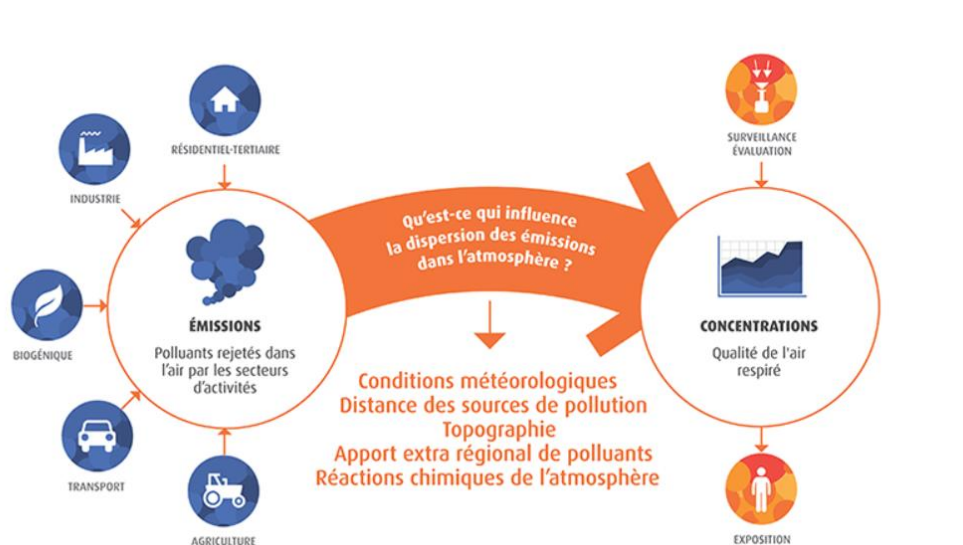 RÉSIDENTIEL-TERTIAIRE
INDUSTRIE
BIOGÉNIQUE
TRANSPORT
AGRICULTURE
ÉMISSIONS
Polluants rejetés dans
l'air par les secteurs
d'activités
Qu'est-ce qui influence
la dispersion des émissions
dans l'atmosphère ?
Conditions météorologiques
Distance des sources de pollution
Topographie
Apport extra régional de polluants
Réactions chimiques de l'atmosphère
SURVEILLANCE
ÉVALUATION
CONCENTRATIONS
Qualité de l'air
respiré
EXPOSITION